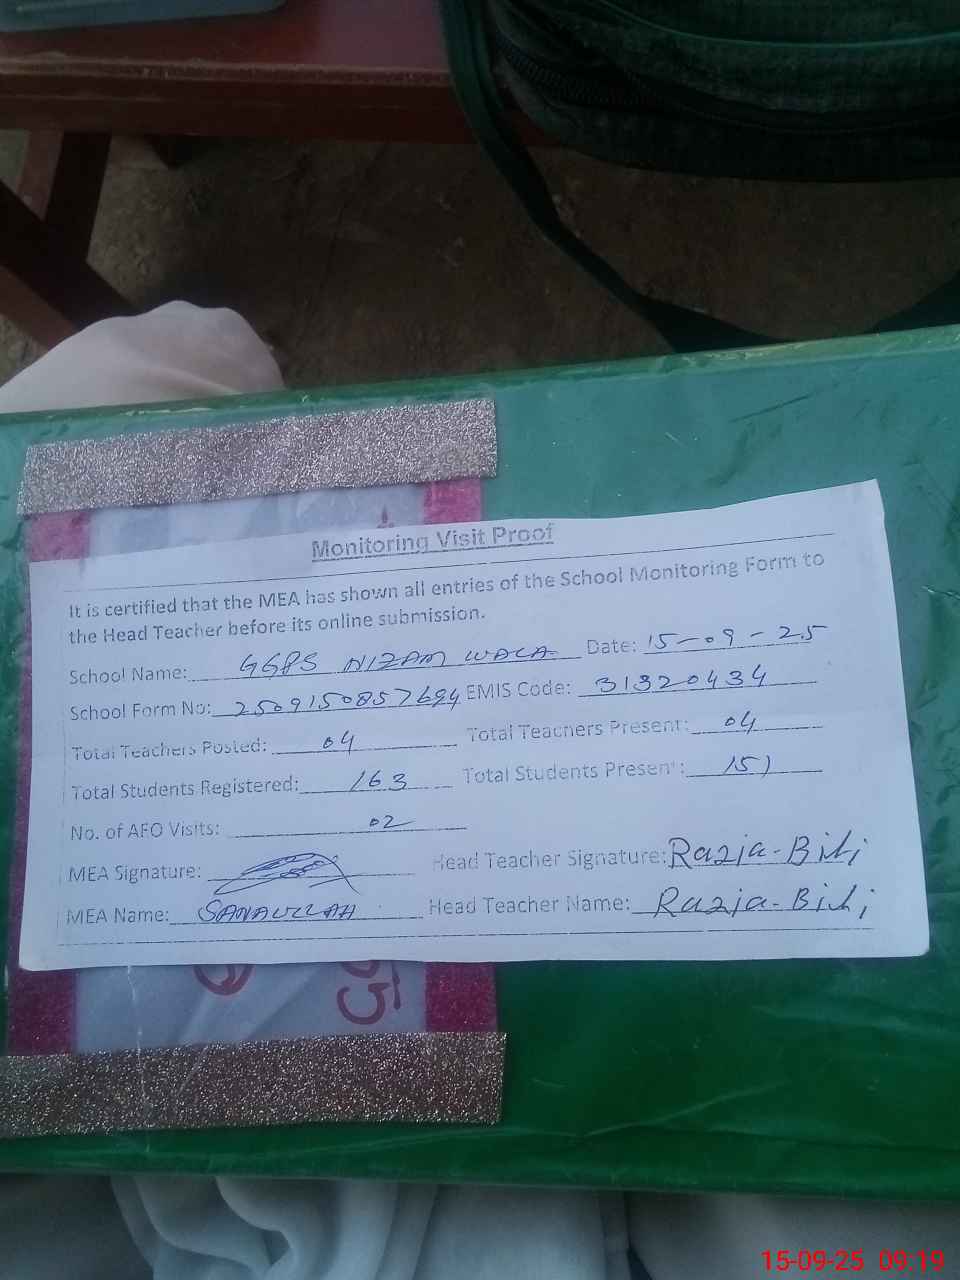 Monitoring Visit Proof
It is certified that the MEA has shown all entries of the School Monitoring Form to
the Head Teacher before its online submission.
School Name: GGPS NIZAM WALA Date: 15-09-25
School Form No: 2509150857694 EMIS Code: 31320434
Total Teachers Posted: 04 Total Teachers Present: 04
Total Students Registered: 163 Total Students Present: 151
No. of AEO Visits: 02
MEA Signature: Head Teacher Signature: Razia-Bibi
MEA Name: SANAULLAH Head Teacher Name: Razia-Bibi
15-09-25 09:19